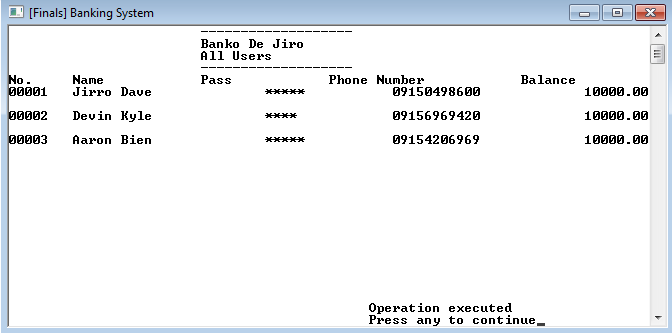 [Finals] Banking System
--------------------
Banko De Jiro
All Users
--------------------
No. Name Pass Phone Number Balance
00001 Jirro Dave ***** 09150498600 10000.00
00002 Devin Kyle **** 09156969420 10000.00
00003 Aaron Bien ***** 09154206969 10000.00
Operation executed
Press any to continue_